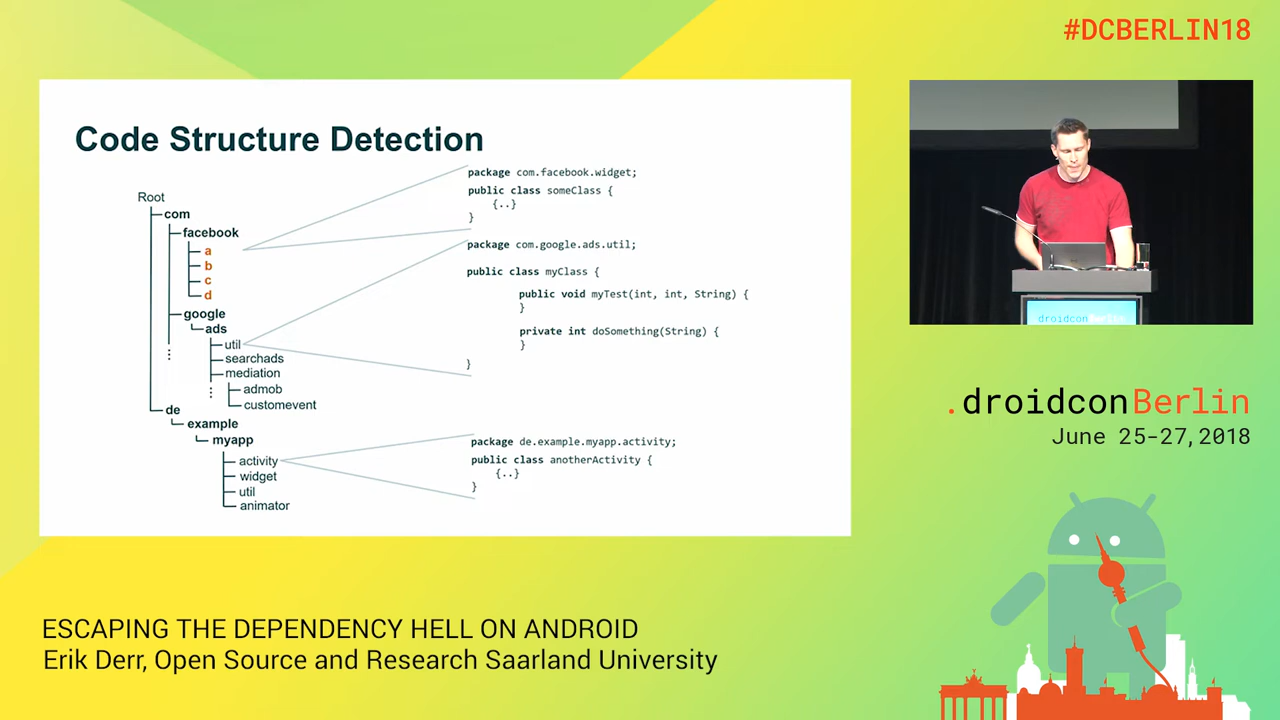 #DCBERLIN18
Code Structure Detection
Root
com
facebook
a
b
c
d
google
ads
util
searchads
mediation
admob
customevent
de
example
myapp
activity
widget
util
animator
package com.facebook.widget;
public class someClass {
{..}
}
package com.google.ads.util;
public class myClass {
public void myTest(int, int, String) {
}
private int doSomething(String) {
}
}
package de.example.myapp.activity;
public class anotherActivity {
{..}
}
droidconBerlin
.droidconBerlin
June 25-27,2018
ESCAPING THE DEPENDENCY HELL ON ANDROID
Erik Derr, Open Source and Research Saarland University